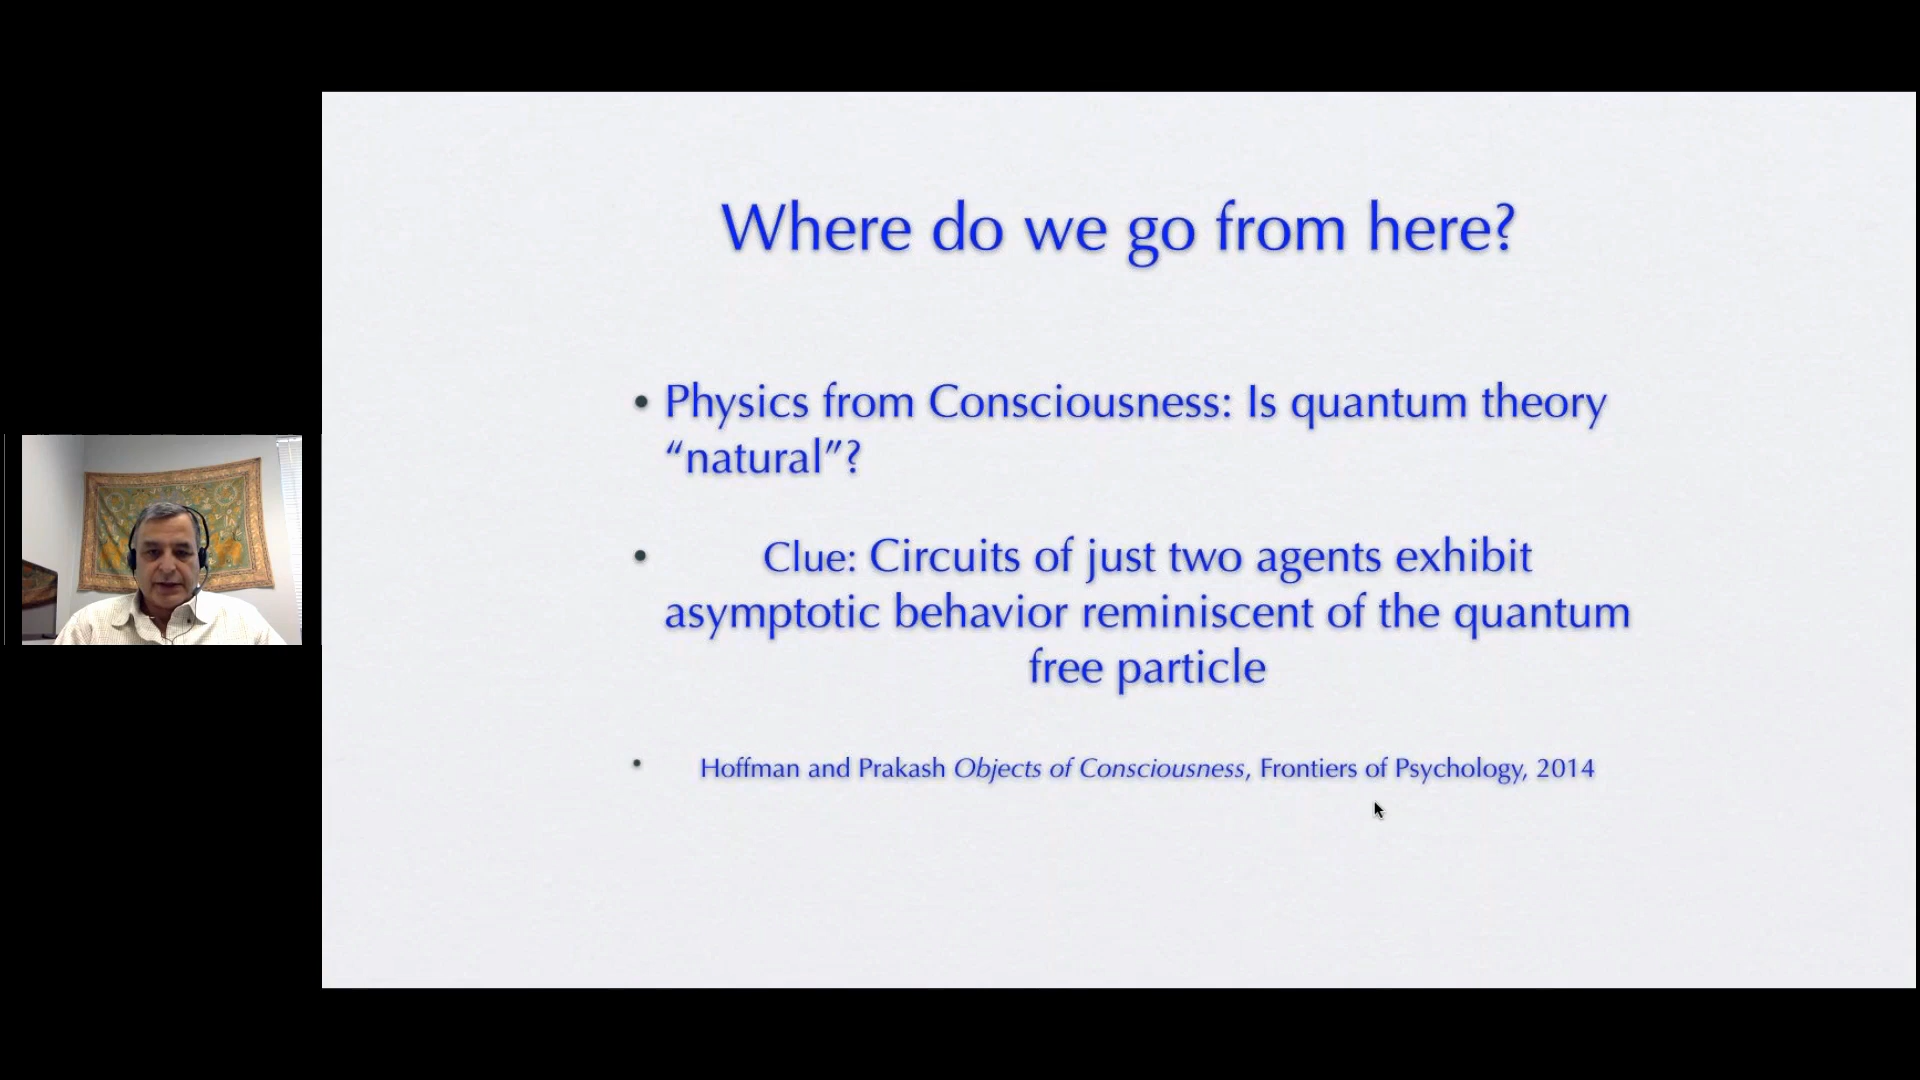 Where do we go from here?
• Physics from Consciousness: Is quantum theory
“natural”?
• Clue: Circuits of just two agents exhibit
asymptotic behavior reminiscent of the quantum
free particle
• Hoffman and Prakash Objects of Consciousness, Frontiers of Psychology, 2014